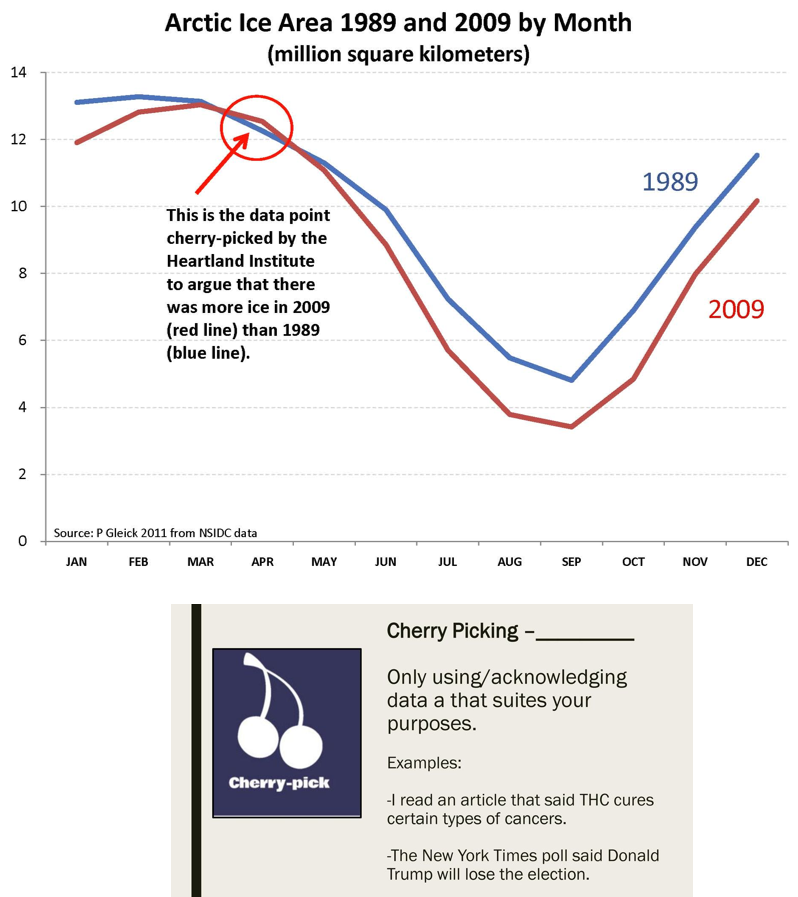 Arctic Ice Area 1989 and 2009 by Month
(million square kilometers)
14
12
10
8
6
4
2
0
1989
2009
This is the data point
cherry-picked by the
Heartland Institute
to argue that there
was more ice in 2009
(red line) than 1989
(blue line).
Source: P Gleick 2011 from NSIDC data
JAN FEB MAR APR MAY JUN JUL AUG SEP OCT NOV DEC
Cherry Picking –__________
Only using/acknowledging
data a that suites your
purposes.
Cherry-pick
Examples:
-I read an article that said THC cures
certain types of cancers.
-The New York Times poll said Donald
Trump will lose the election.